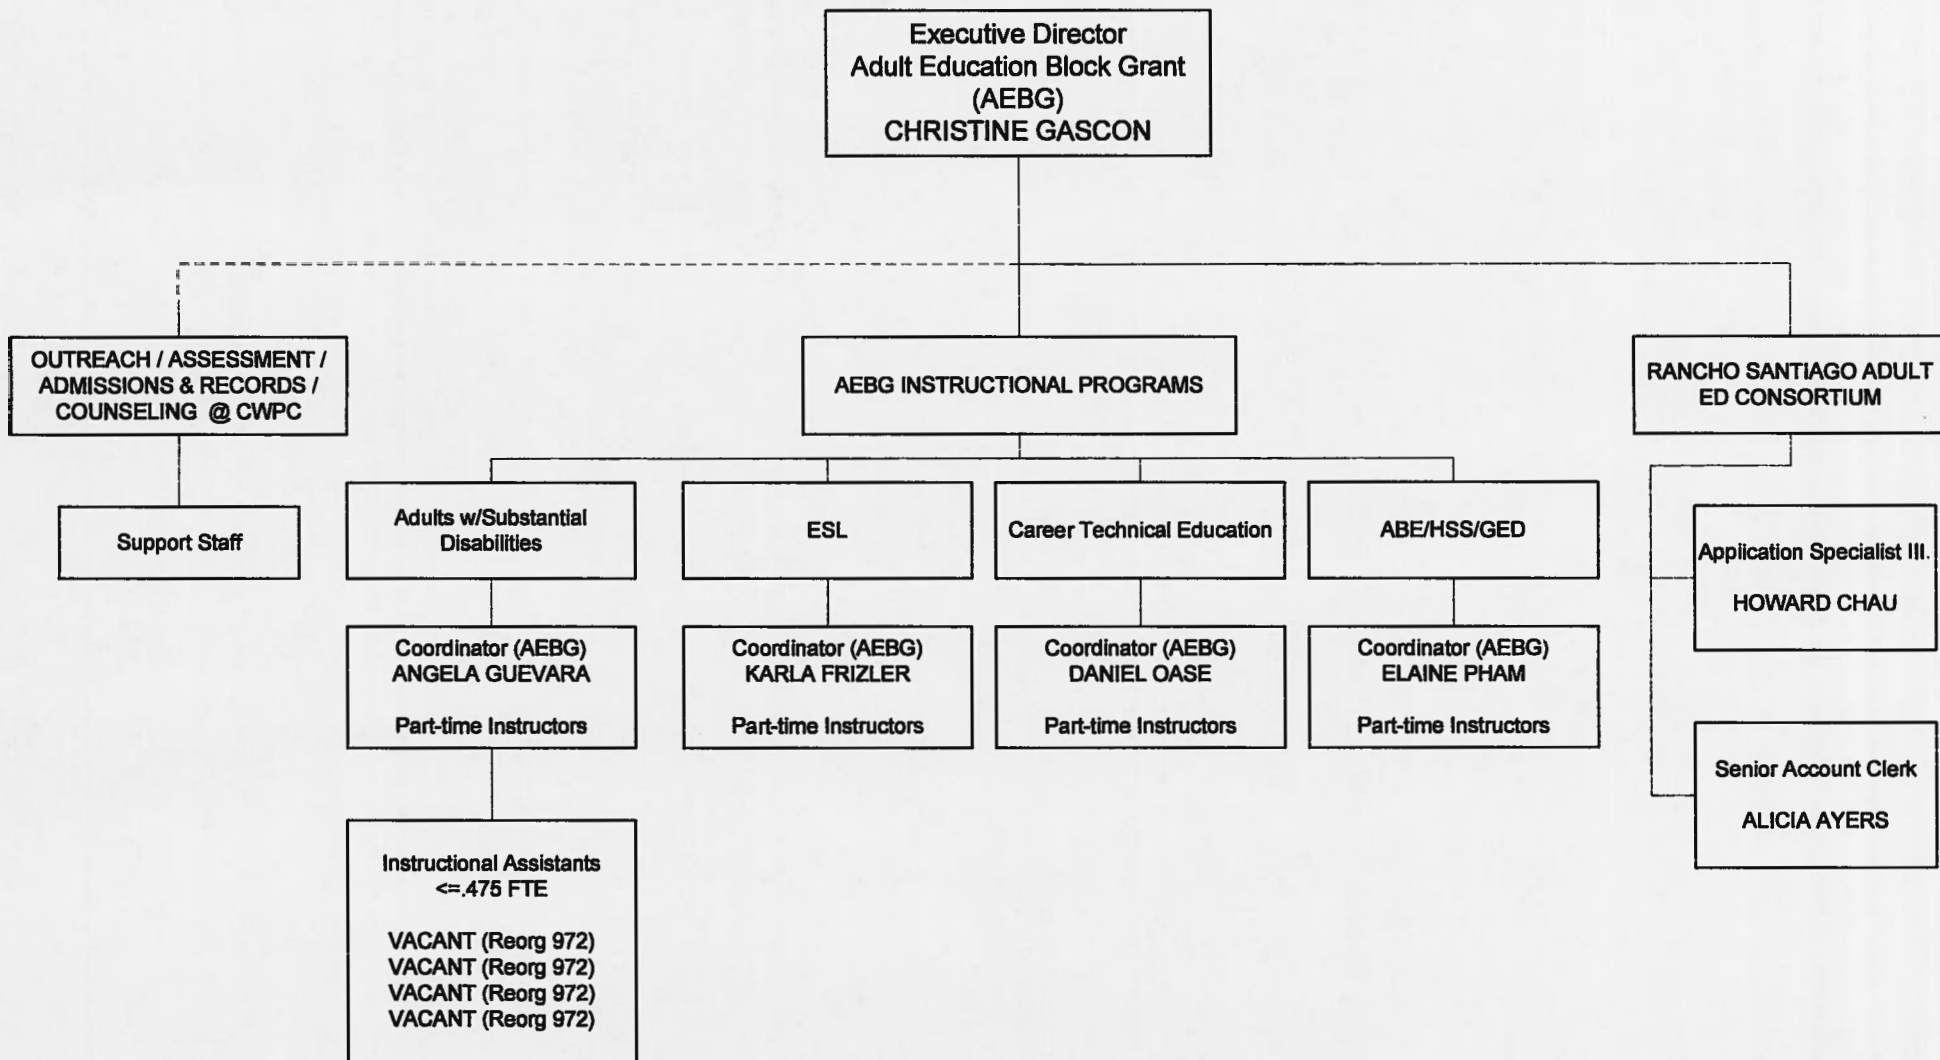 Executive Director
Adult Education Block Grant
(AEBG)
CHRISTINE GASCON
OUTREACH / ASSESSMENT /
ADMISSIONS & RECORDS /
COUNSELING @ CWPC
Support Staff
AEBG INSTRUCTIONAL PROGRAMS
Adults w/Substantial
Disabilities
Coordinator (AEBG)
ANGELA GUEVARA
Part-time Instructors
Instructional Assistants
<=.475 FTE
VACANT (Reorg 972)
VACANT (Reorg 972)
VACANT (Reorg 972)
VACANT (Reorg 972)
ESL
Coordinator (AEBG)
KARLA FRIZLER
Part-time Instructors
Career Technical Education
Coordinator (AEBG)
DANIEL OASE
Part-time Instructors
ABE/HSS/GED
Coordinator (AEBG)
ELAINE PHAM
Part-time Instructors
RANCHO SANTIAGO ADULT
ED CONSORTIUM
Application Specialist III.
HOWARD CHAU
Senior Account Clerk
ALICIA AYERS